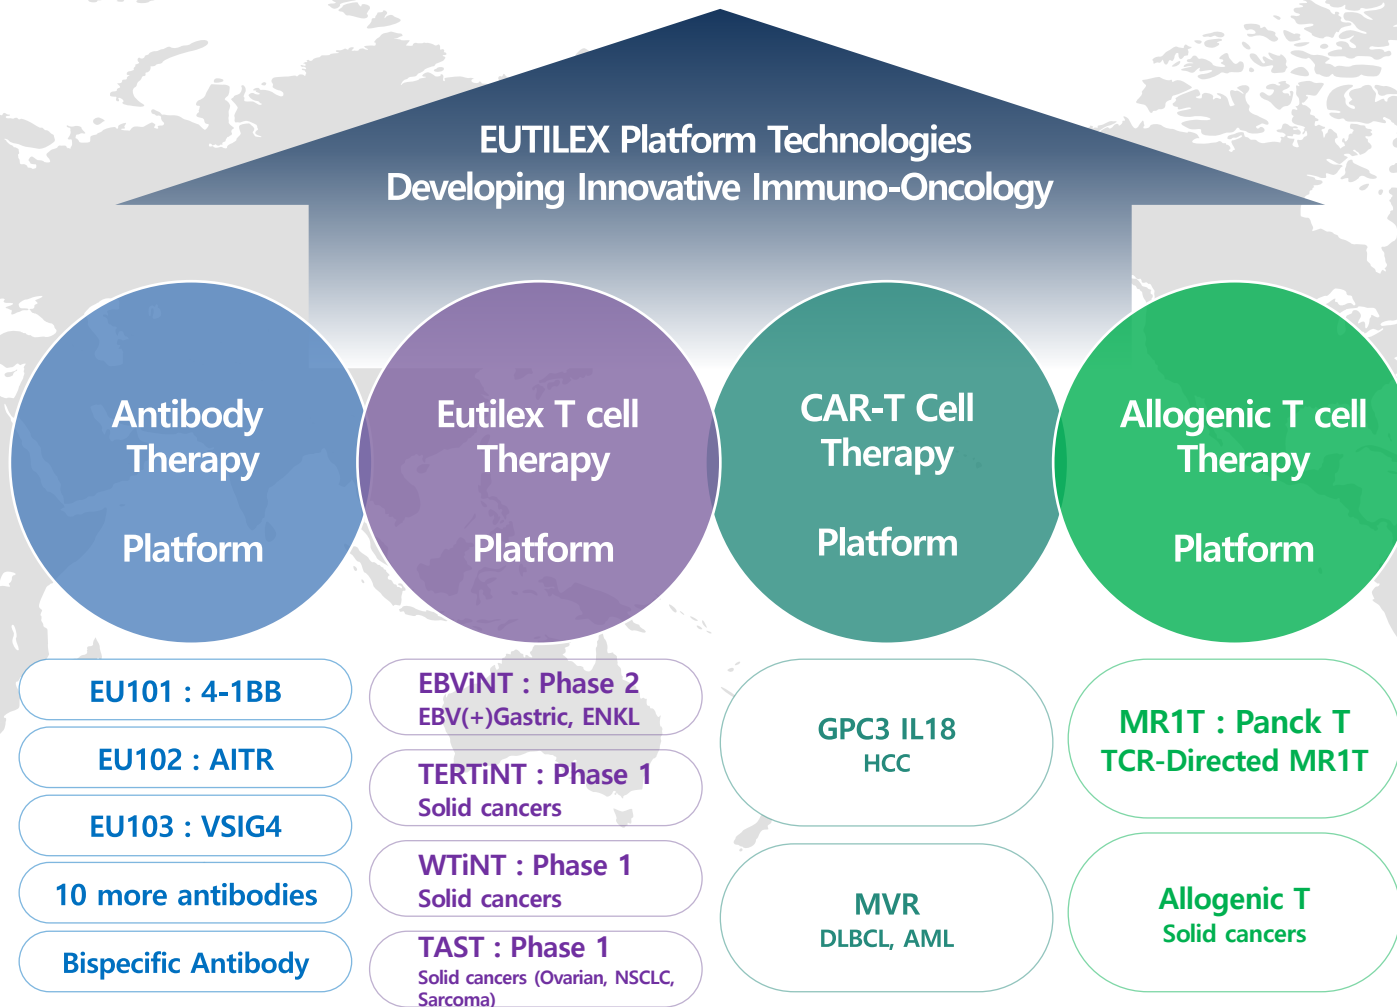 EUTILEX Platform Technologies
Developing Innovative Immuno-Oncology
Antibody
Therapy
Platform
Eutilex T cell
Therapy
Platform
CAR-T Cell
Therapy
Platform
Allogenic T cell
Therapy
Platform
EU101 : 4-1BB
EU102 : AITR
EU103 : VSIG4
10 more antibodies
Bispecific Antibody
EBViNT : Phase 2
EBV(+)Gastric, ENKL
TERTiNT : Phase 1
Solid cancers
WTiNT : Phase 1
Solid cancers
TAST : Phase 1
Solid cancers (Ovarian, NSCLC,
Sarcoma)
GPC3 IL18
HCC
MVR
DLBCL, AML
MR1T : Panck T
TCR-Directed MR1T
Allogenic T
Solid cancers